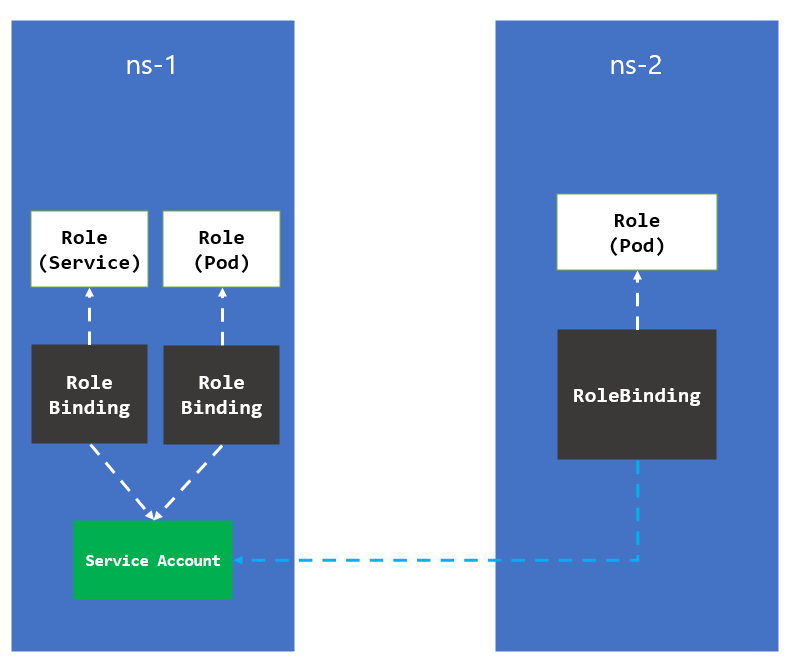 ns-1
Role
(Service)
Role
(Pod)
Role
Binding
Role
Binding
Service Account
ns-2
Role
(Pod)
RoleBinding